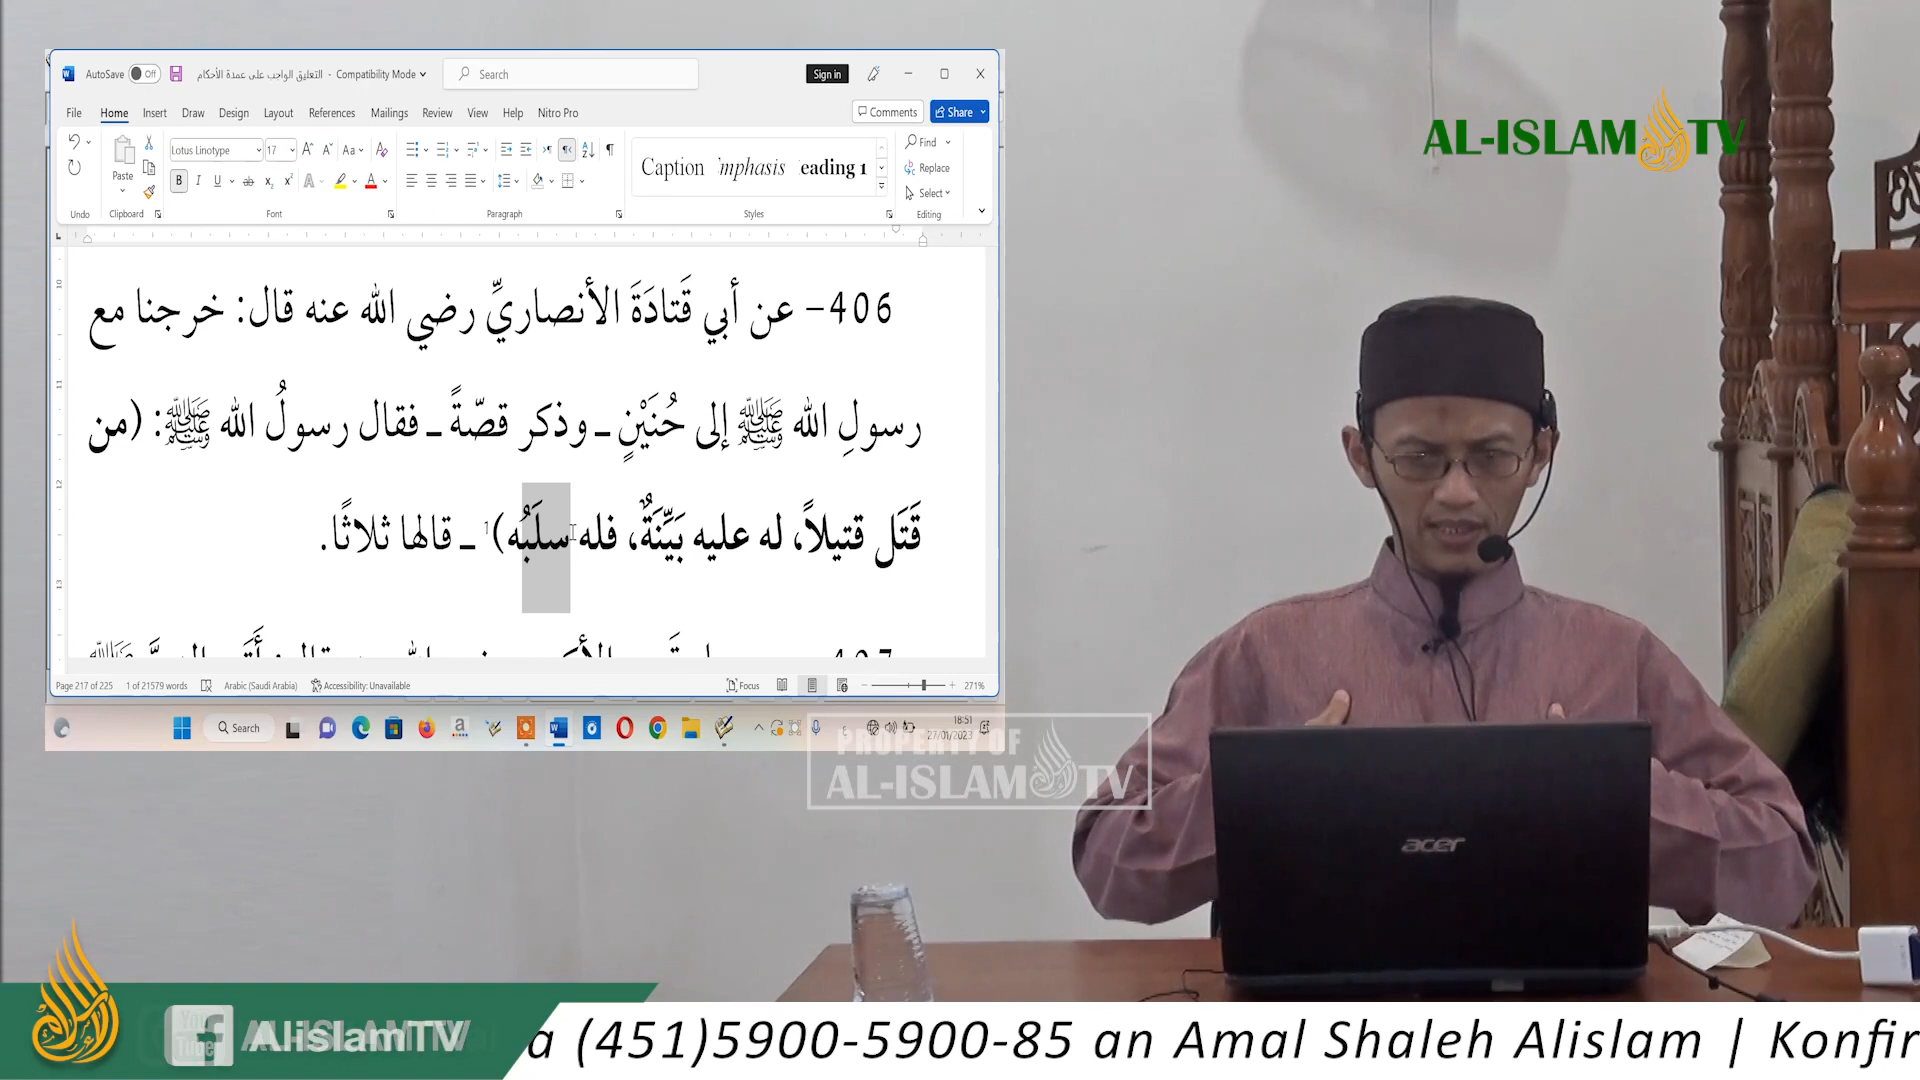 AutoSave Off التعليق الواجب على عمدة الأحكام - Compatibility Mode Search Sign in
File Home Insert Draw Design Layout References Mailings Review View Help Nitro Pro Comments Share
Lotus Linotype 17
Paste
Caption Emphasis eading 1
Find
Replace
Select
Undo Clipboard Font Paragraph Styles Editing
406- عن أبي قَتادَةَ الأنصاريِّ رضي الله عنه قال: خرجنا مع
رسولِ الله ﷺ إلى حُنَيْنٍ ـ وذكر قصّةً ـ فقال رسولُ الله ﷺ: (من
قَتَل قتيلاً، له عليه بَيِّنَةٌ، فله سلَبُه)١ ـ قالها ثلاثًا.
Page 217 of 225 1 of 21579 words Arabic (Saudi Arabia) Accessibility: Unavailable Focus 271%
Search 18:51
27/01/2023
AL-ISLAM TV
PROPERTY OF
AL-ISLAM TV
acer
AlislamTV
a (451)5900-5900-85 an Amal Shaleh Alislam | Konfir